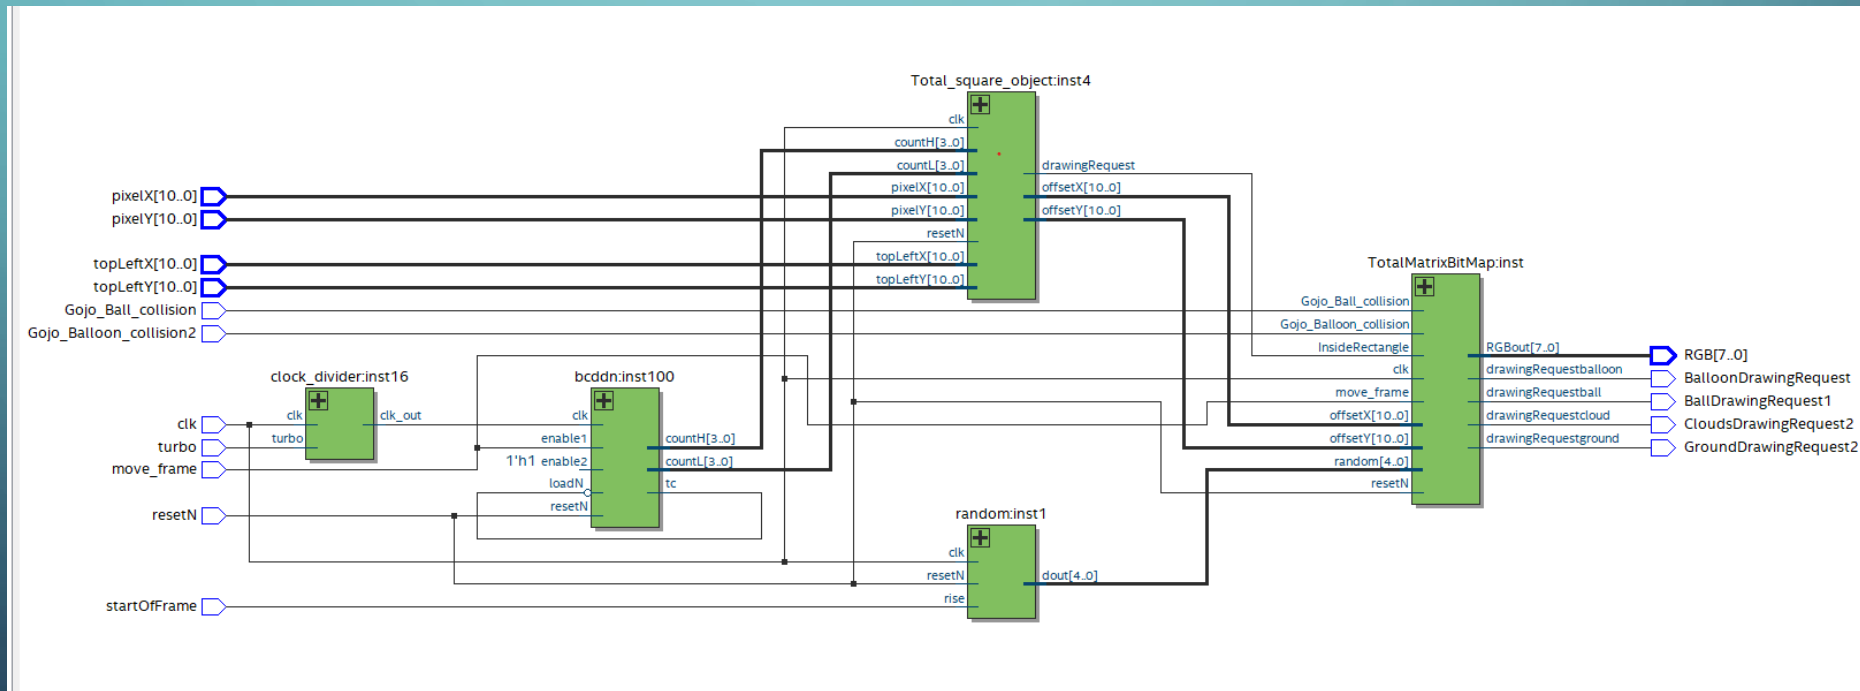 Total_square_object:inst4
clk
countH[3..0]
countL[3..0]
pixelX[10..0]
pixelY[10..0]
resetN
topLeftX[10..0]
topLeftY[10..0]
drawingRequest
offsetX[10..0]
offsetY[10..0]
pixelX[10..0]
pixelY[10..0]
topLeftX[10..0]
topLeftY[10..0]
Gojo_Ball_collision
Gojo_Balloon_collision2
clk
turbo
move_frame
resetN
startOfFrame
clock_divider:inst16
clk
turbo
clk_out
bcddn:inst100
clk
enable1
1'h1 enable2
loadN
resetN
countH[3..0]
countL[3..0]
tc
random:inst1
clk
resetN
rise
dout[4..0]
TotalMatrixBitMap:inst
Gojo_Ball_collision
Gojo_Balloon_collision
InsideRectangle
clk
move_frame
offsetX[10..0]
offsetY[10..0]
random[4..0]
resetN
RGBout[7..0]
drawingRequestballoon
drawingRequestball
drawingRequestcloud
drawingRequestground
RGB[7..0]
BalloonDrawingRequest
BallDrawingRequest1
CloudsDrawingRequest2
GroundDrawingRequest2